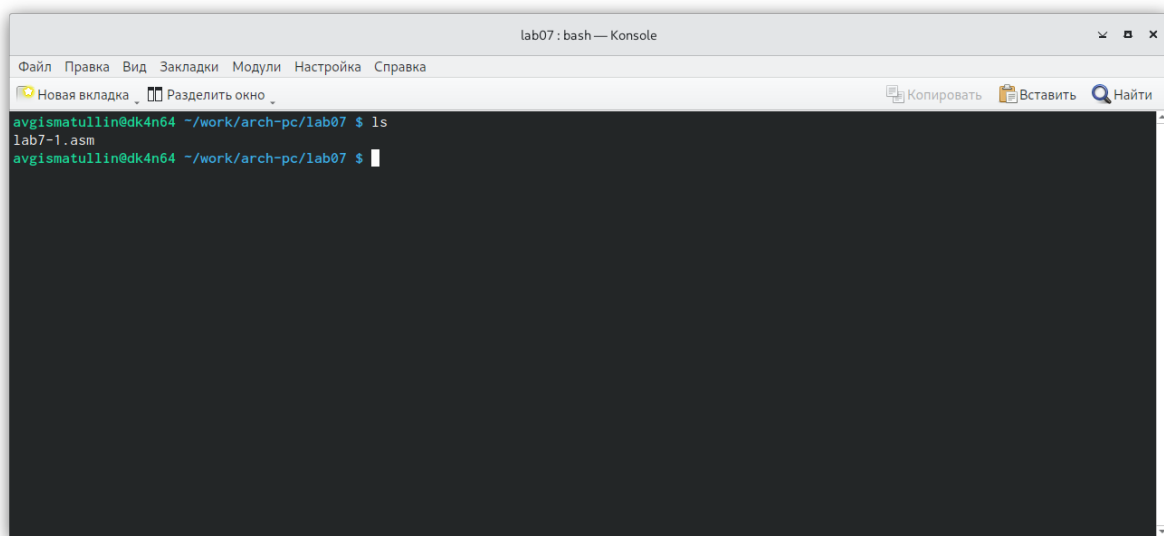 lab07 : bash — Konsole
Файл Правка Вид Закладки Модули Настройка Справка
Новая вкладка Разделить окно Копировать Вставить Найти
avgismatullin@dk4n64 ~/work/arch-pc/lab07 $ ls
lab7-1.asm
avgismatullin@dk4n64 ~/work/arch-pc/lab07 $